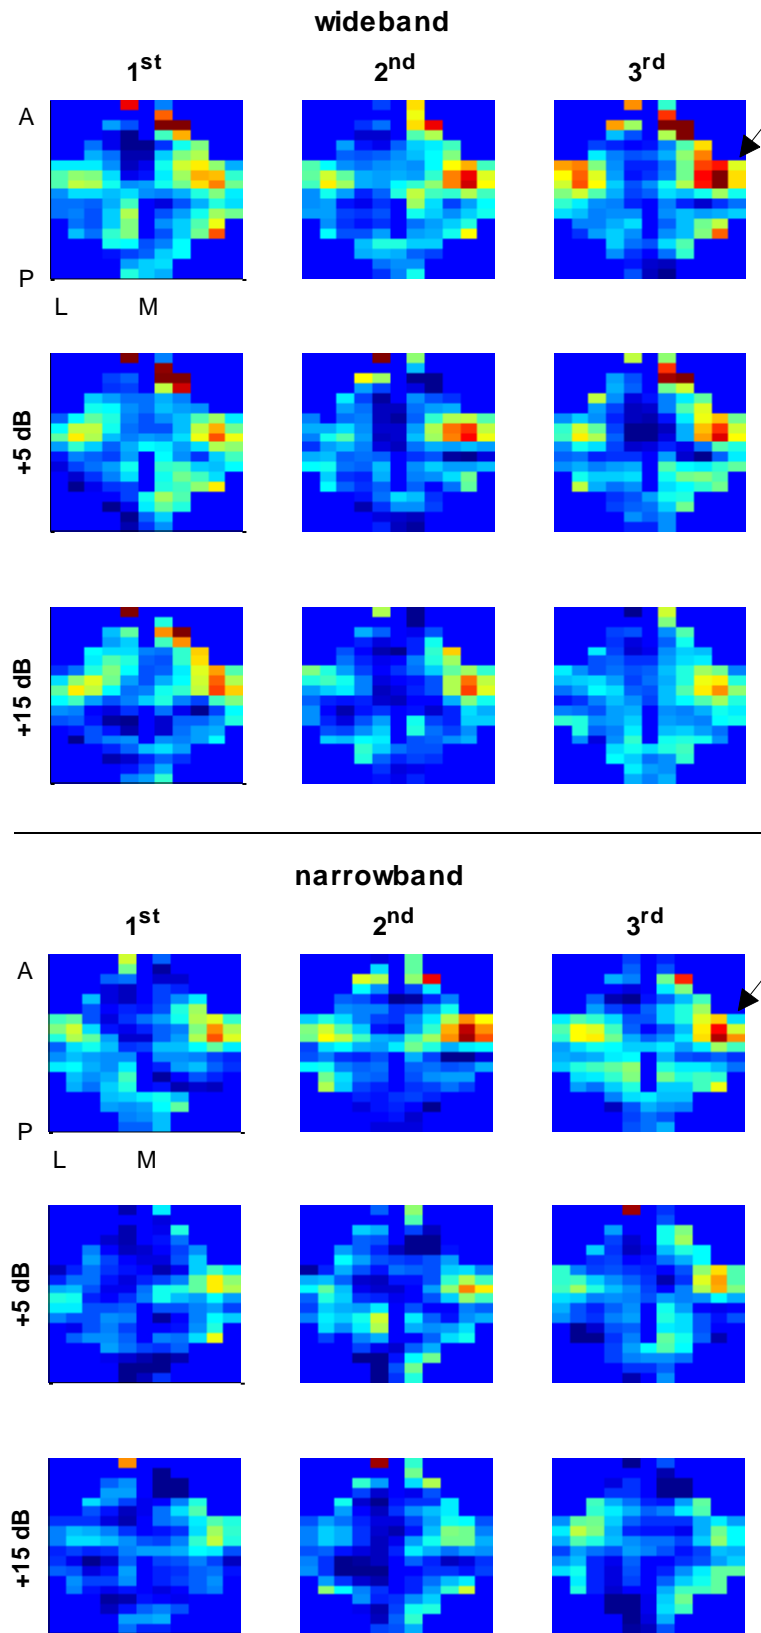 wideband
1st 2nd 3rd
A
P
L M
+5 dB
+15 dB
narrowband
1st 2nd 3rd
A
P
L M
+5 dB
+15 dB